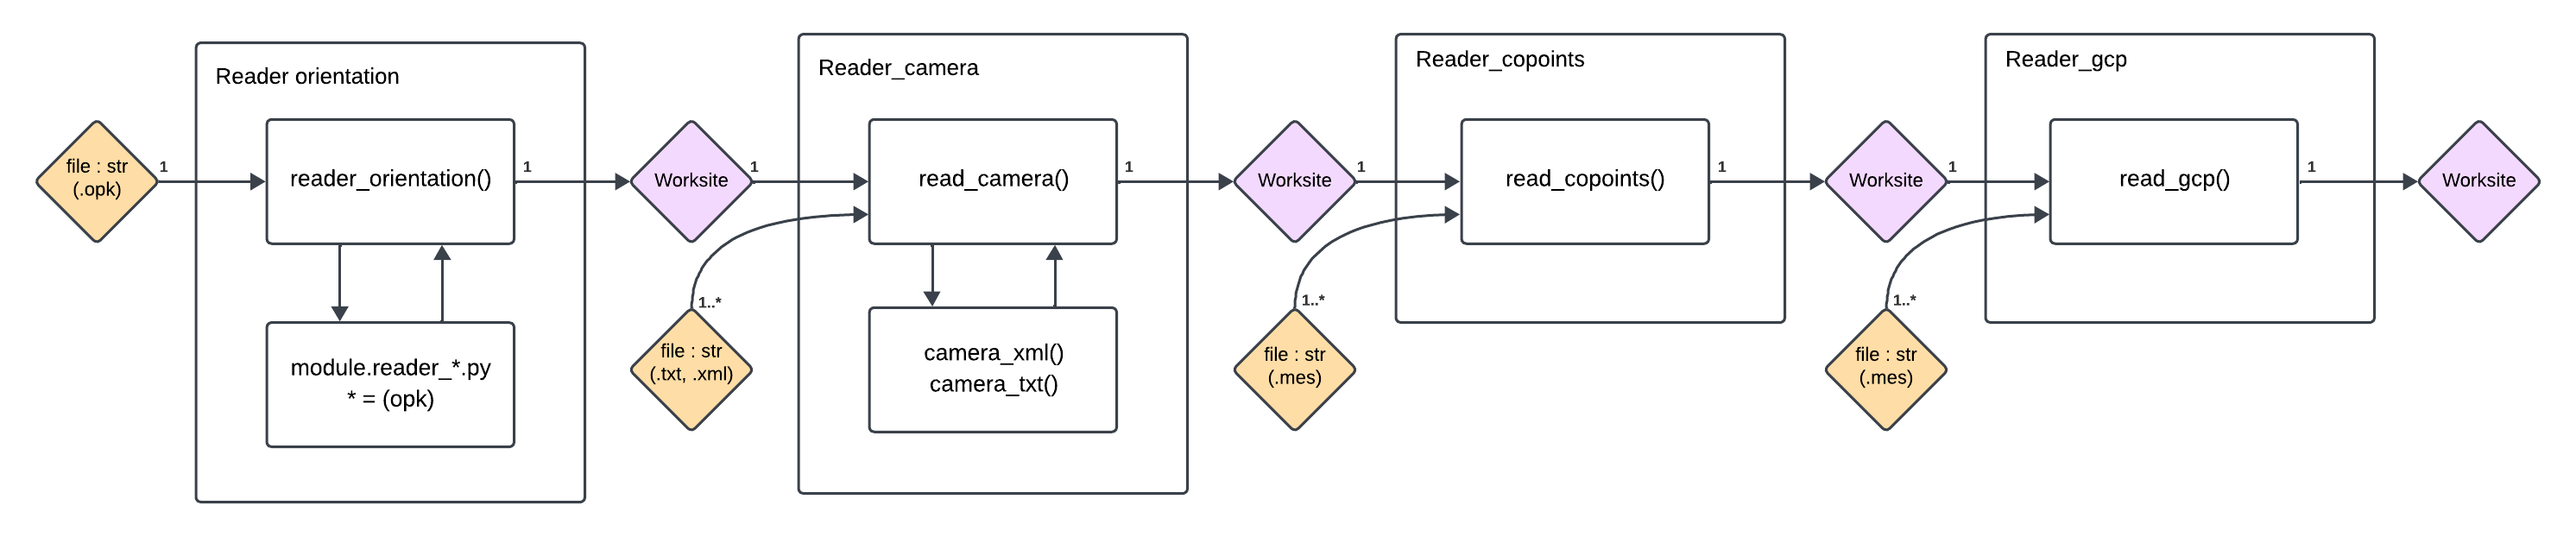 file : str
(.opk)
1
Reader orientation
reader_orientation()
module.reader_*.py
* = (opk)
1
Worksite
1
file : str
(.txt, .xml)
1..*
Reader_camera
read_camera()
camera_xml()
camera_txt()
1
Worksite
1
file : str
(.mes)
1..*
Reader_copoints
read_copoints()
1
Worksite
1
file : str
(.mes)
1..*
Reader_gcp
read_gcp()
1
Worksite